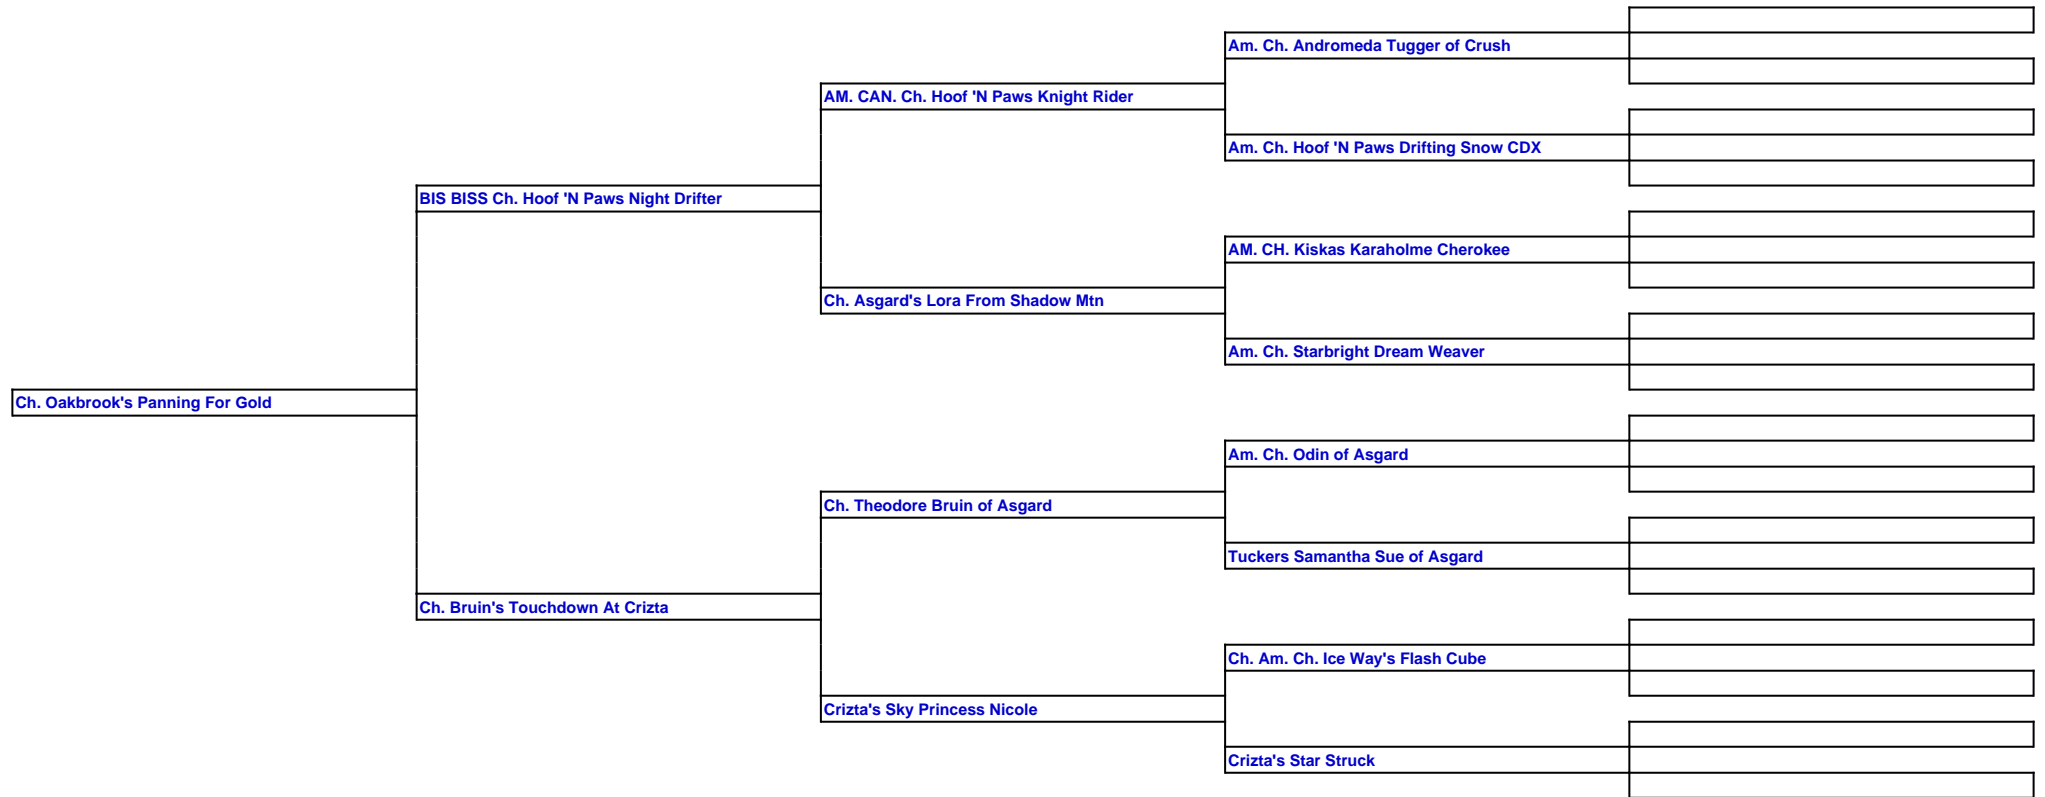 Am. Ch. Andromeda Tugger of Crush
AM. CAN. Ch. Hoof 'N Paws Knight Rider
Am. Ch. Hoof 'N Paws Drifting Snow CDX
BIS BISS Ch. Hoof 'N Paws Night Drifter
AM. CH. Kiskas Karaholme Cherokee
Ch. Asgard's Lora From Shadow Mtn
Am. Ch. Starbright Dream Weaver
Ch. Oakbrook's Panning For Gold
Am. Ch. Odin of Asgard
Ch. Theodore Bruin of Asgard
Tuckers Samantha Sue of Asgard
Ch. Bruin's Touchdown At Crizta
Ch. Am. Ch. Ice Way's Flash Cube
Crizta's Sky Princess Nicole
Crizta's Star Struck